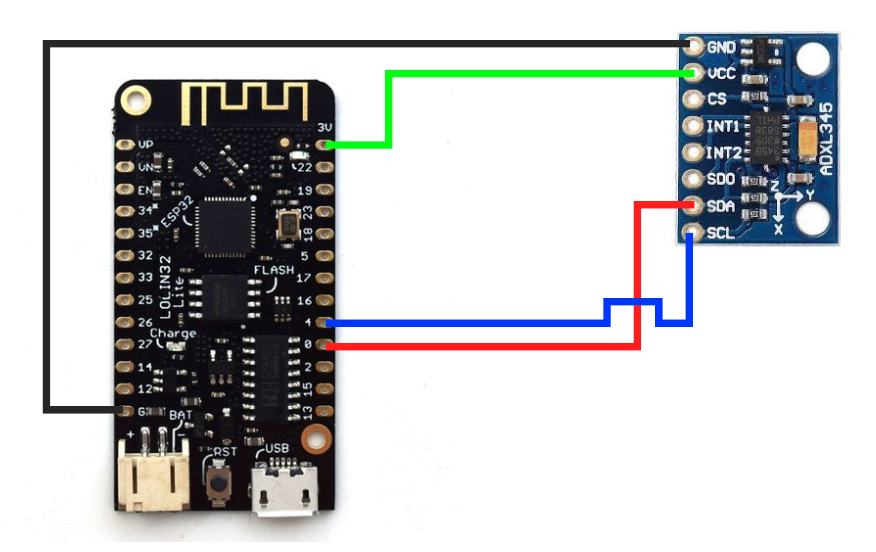 3V
VP
VN
22
EN
19
34
23
35
18
ESP32
32
5
33
FLASH
17
LOLIN32
Lite
25
16
26
4
Charge
27
0
14
2
12
15
G
13
BAT
+
-
RST
USB
GND
VCC
CS
INT1
INT2
SDO
SDA
SCL
ADXL345
Z
Y
X